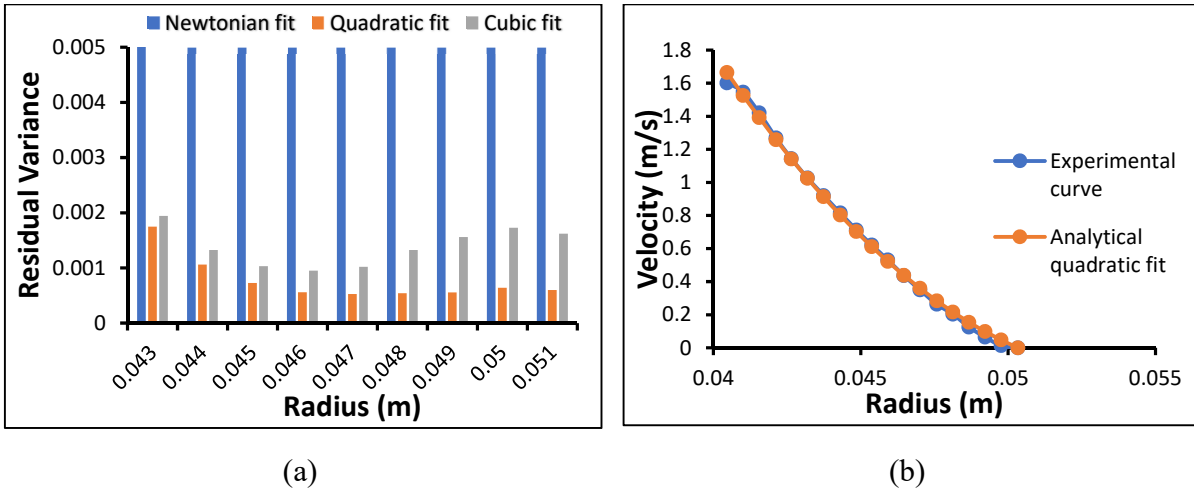 Newtonian fit Quadratic fit Cubic fit
0.005
0.004
0.003
0.002
0.001
0
Residual Variance
0.043 0.044 0.045 0.046 0.047 0.048 0.049 0.05 0.051
Radius (m)
(a)
1.8
1.6
1.4
1.2
1
0.8
0.6
0.4
0.2
0
Velocity (m/s)
Experimental
curve
Analytical
quadratic fit
0.04 0.045 0.05 0.055
Radius (m)
(b)